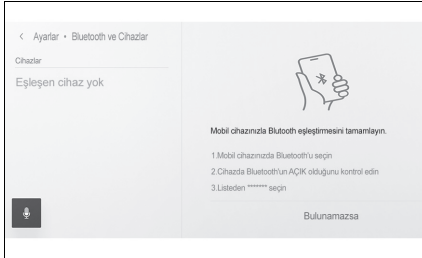 Ayarlar • Bluetooth ve Cihazlar
Cihazlar
Eşleşen cihaz yok
Mobil cihazınızla Blutooth eşleştirmesini tamamlayın.
1.Mobil cihazınızda Bluetooth'u seçin
2.Cihazda Bluetooth'un AÇIK olduğunu kontrol edin
3.Listeden ******* seçin
Bulunamazsa